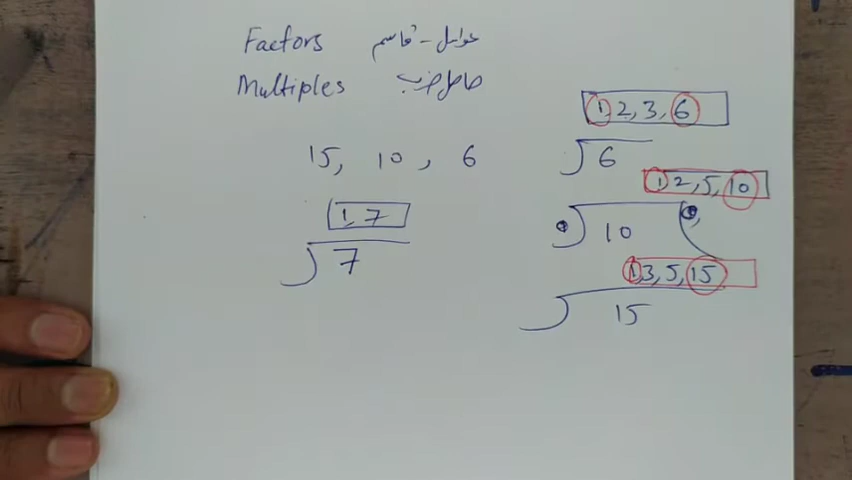 Factors عوامل - قاسم
Multiples حاصل ضرب
15, 10, 6
1, 7
7
1, 2, 3, 6
6
1, 2, 5, 10
10
1, 3, 5, 15
15